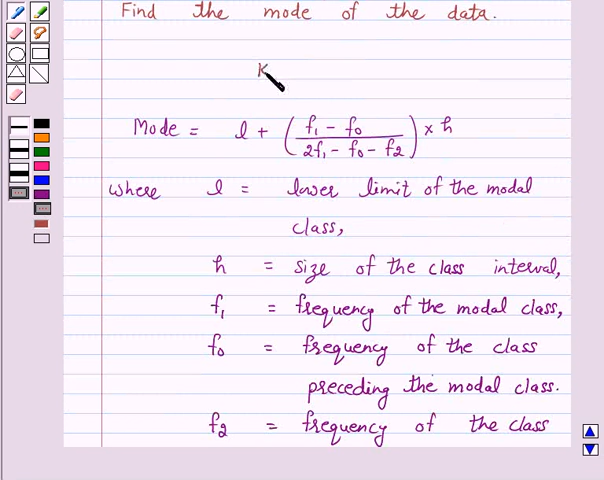 Find the mode of the data.
K
Mode = l + ( f₁ - f₀ / 2f₁ - f₀ - f₂ ) × h
where l = lower limit of the modal
class,
h = size of the class interval,
f₁ = frequency of the modal class,
f₀ = frequency of the class
preceding the modal class.
f₂ = frequency of the class